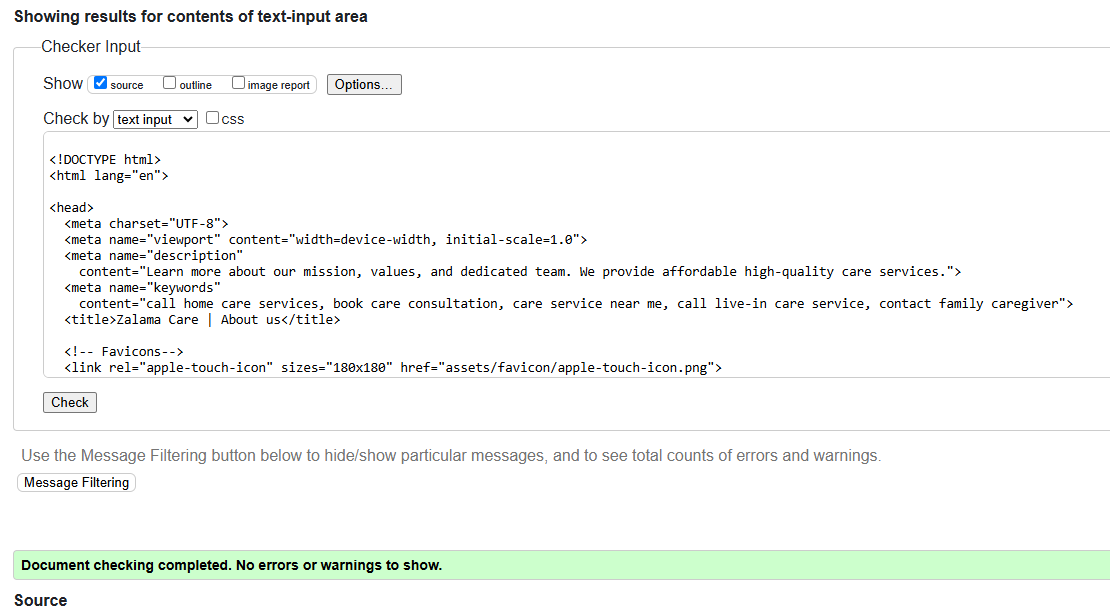 Showing results for contents of text-input area
Checker Input
Show source outline image report Options...
Check by text input css
<!DOCTYPE html>
<html lang="en">
<head>
<meta charset="UTF-8">
<meta name="viewport" content="width=device-width, initial-scale=1.0">
<meta name="description"
content="Learn more about our mission, values, and dedicated team. We provide affordable high-quality care services.">
<meta name="keywords"
content="call home care services, book care consultation, care service near me, call live-in care service, contact family caregiver">
<title>Zalama Care | About us</title>
<!-- Favicons-->
<link rel="apple-touch-icon" sizes="180x180" href="assets/favicon/apple-touch-icon.png">
Check
Use the Message Filtering button below to hide/show particular messages, and to see total counts of errors and warnings.
Message Filtering
Document checking completed. No errors or warnings to show.
Source